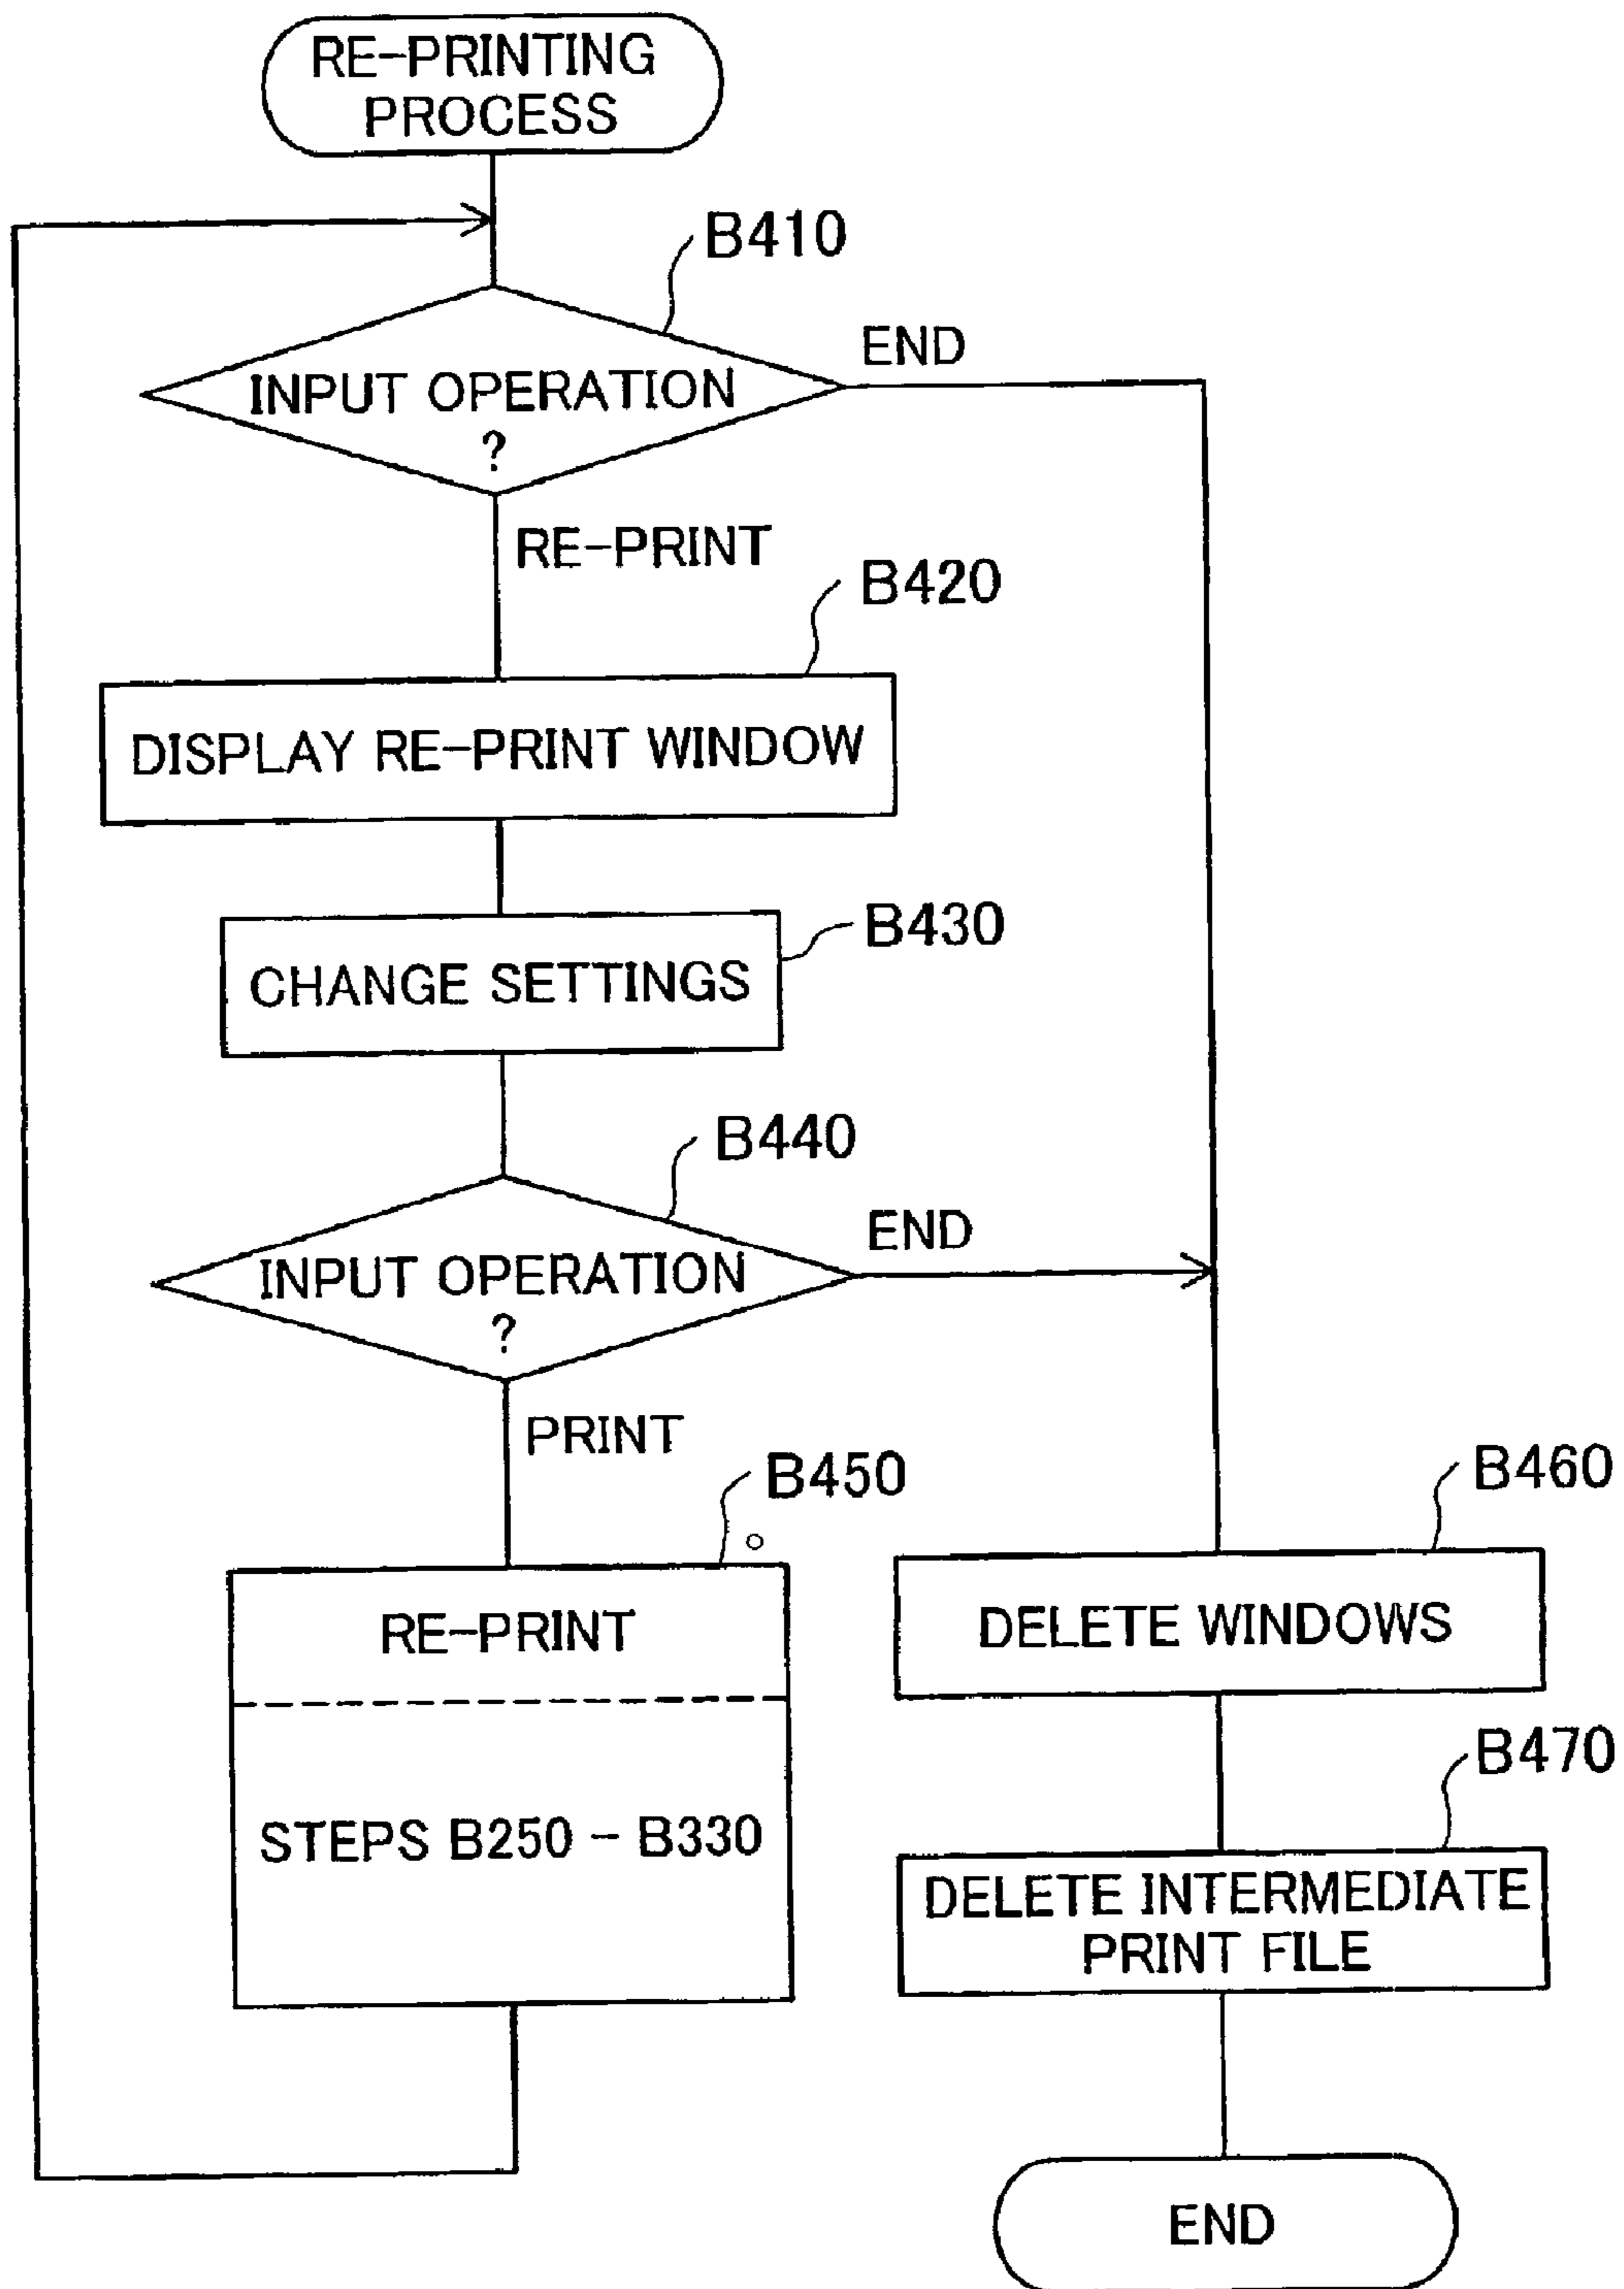 RE-PRINTING
PROCESS
B410
END
INPUT OPERATION
?
RE-PRINT
B420
DISPLAY RE-PRINT WINDOW
B430
CHANGE SETTINGS
B440
END
INPUT OPERATION
?
PRINT
B450
RE-PRINT
STEPS B250 - B330
B460
DELETE WINDOWS
B470
DELETE INTERMEDIATE
PRINT FILE
END